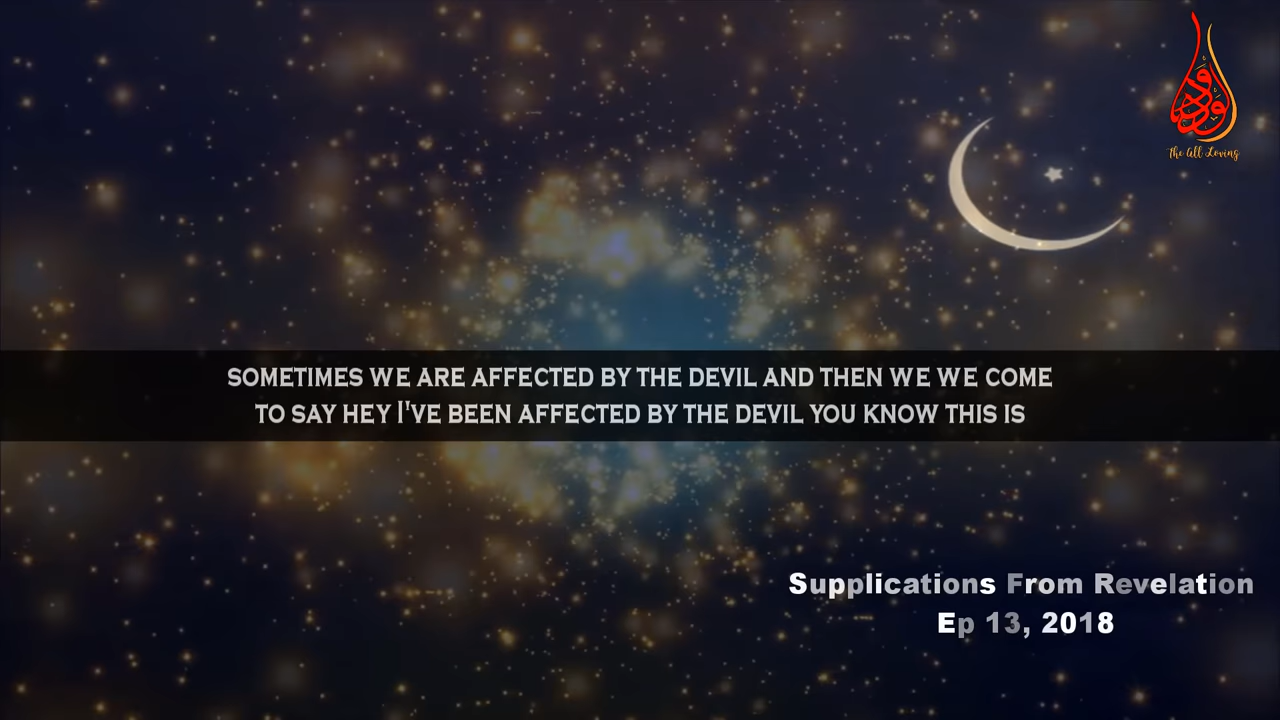 الودود
The All Loving
SOMETIMES WE ARE AFFECTED BY THE DEVIL AND THEN WE WE COME
TO SAY HEY I'VE BEEN AFFECTED BY THE DEVIL YOU KNOW THIS IS
Supplications From Revelation
Ep 13, 2018